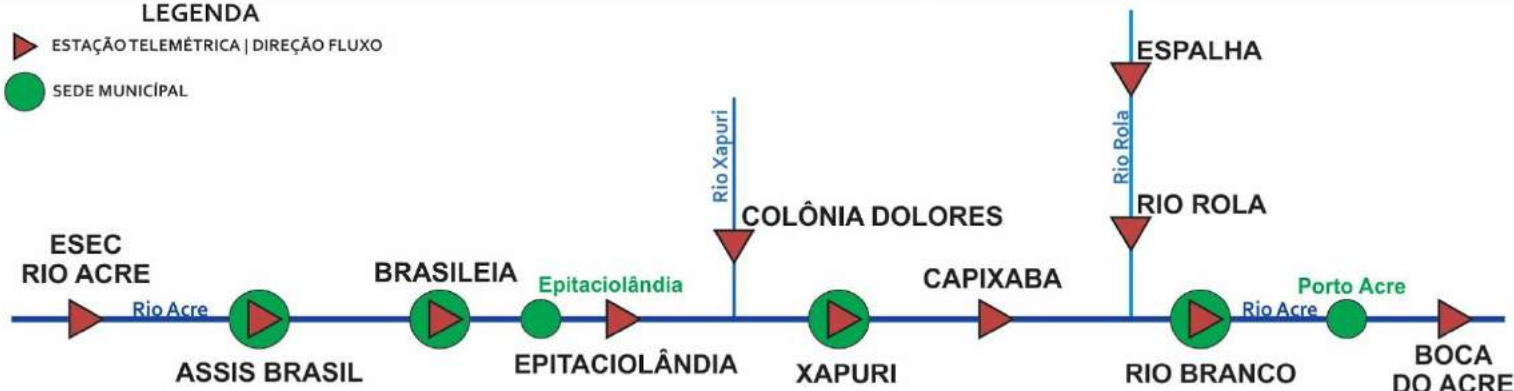 LEGENDA
ESTAÇÃO TELEMÉTRICA | DIREÇÃO FLUXO
SEDE MUNICÍPAL
ESPALHA
Rio Xapuri
Rio Rola
COLÔNIA DOLORES
RIO ROLA
ESEC
RIO ACRE
BRASILEIA
Epitaciolândia
CAPIXABA
Porto Acre
Rio Acre
Rio Acre
ASSIS BRASIL
EPITACIOLÂNDIA
XAPURI
RIO BRANCO
BOCA
DO ACRE